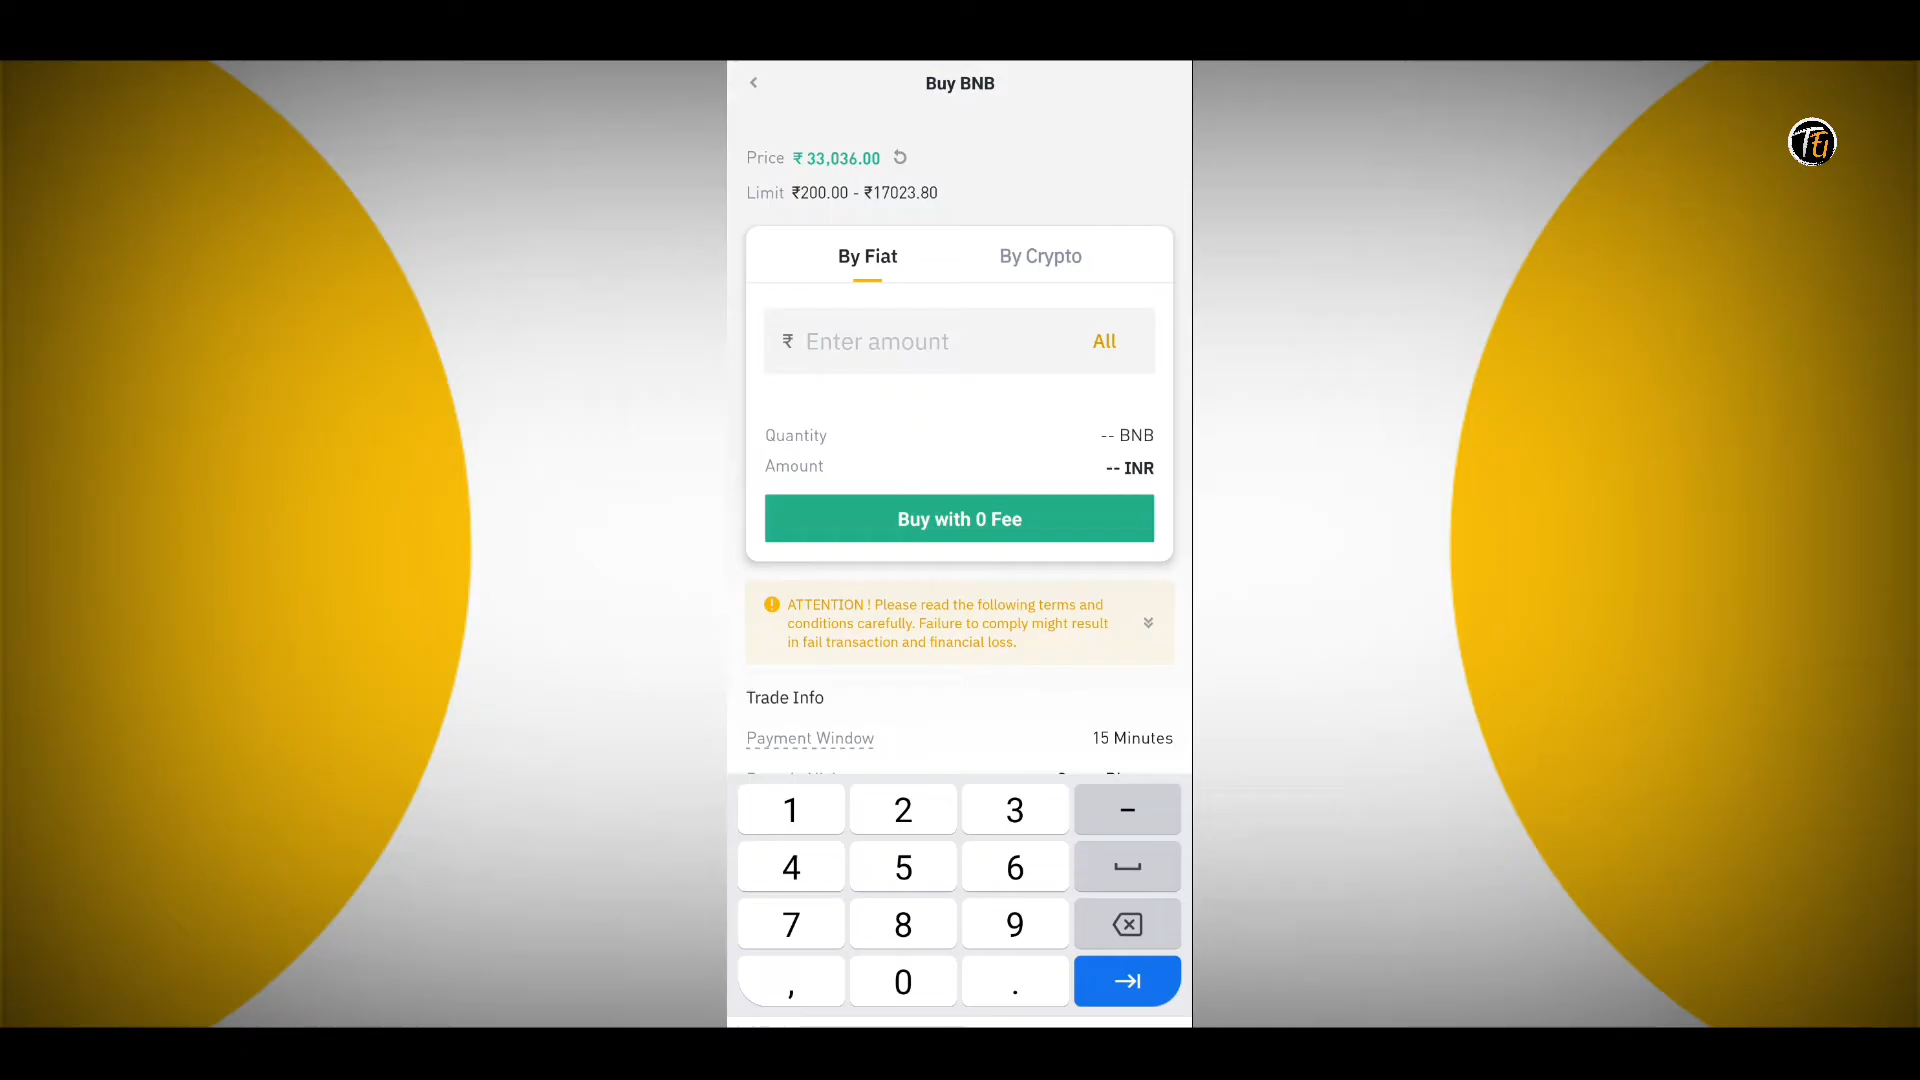 Buy BNB
Price ₹ 33,036.00
Limit ₹200.00 - ₹17023.80
By Fiat By Crypto
₹ Enter amount All
Quantity -- BNB
Amount -- INR
Buy with 0 Fee
ATTENTION ! Please read the following terms and
conditions carefully. Failure to comply might result
in fail transaction and financial loss.
Trade Info
Payment Window 15 Minutes
1 2 3 -
4 5 6
7 8 9
, 0 .